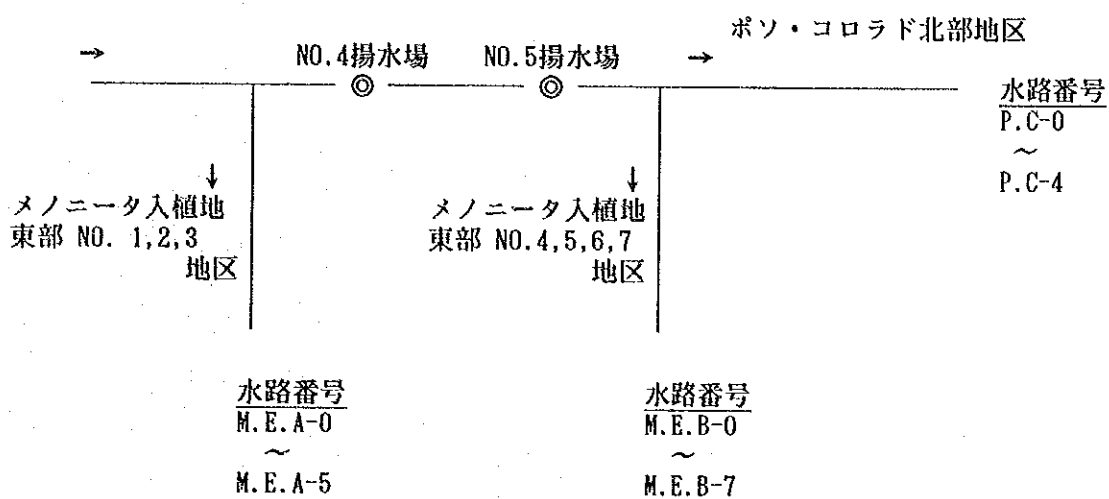 ポソ・コロラド北部地区
→
NO.4揚水場
NO.5揚水場
→
水路番号
P.C-0
～
P.C-4
↓
メノニータ入植地
東部 NO. 1,2,3
地区
↓
メノニータ入植地
東部 NO.4,5,6,7
地区
水路番号
M.E.A-0
～
M.E.A-5
水路番号
M.E.B-0
～
M.E.B-7